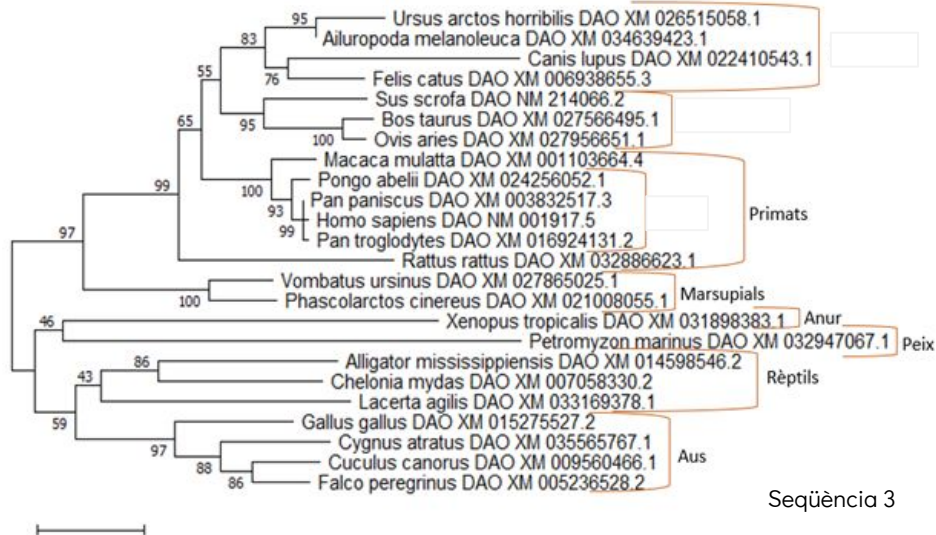 95
Ursus arctos horribilis DAO XM 026515058.1
83
Ailuropoda melanoleuca DAO XM 034639423.1
Canis lupus DAO XM 022410543.1
55
76
Felis catus DAO XM 006938655.3
Sus scrofa DAO NM 214066.2
95
Bos taurus DAO XM 027566495.1
65
100
Ovis aries DAO XM 027956651.1
Macaca mulatta DAO XM 001103664.4
100
Pongo abelii DAO XM 024256052.1
99
93
Pan paniscus DAO XM 003832517.3
Homo sapiens DAO NM 001917.5
Primats
99
Pan troglodytes DAO XM 016924131.2
97
Rattus rattus DAO XM 032886623.1
Vombatus ursinus DAO XM 027865025.1
100
Phascolarctos cinereus DAO XM 021008055.1
Marsupials
46
Xenopus tropicalis DAO XM 031898383.1
Anur
Petromyzon marinus DAO XM 032947067.1
Peix
86
Alligator mississippiensis DAO XM 014598546.2
43
Chelonia mydas DAO XM 007058330.2
Rèptils
Lacerta agilis DAO XM 033169378.1
59
Gallus gallus DAO XM 015275527.2
97
Cygnus atratus DAO XM 035565767.1
88
Cuculus canorus DAO XM 009560466.1
Aus
86
Falco peregrinus DAO XM 005236528.2
Seqüència 3